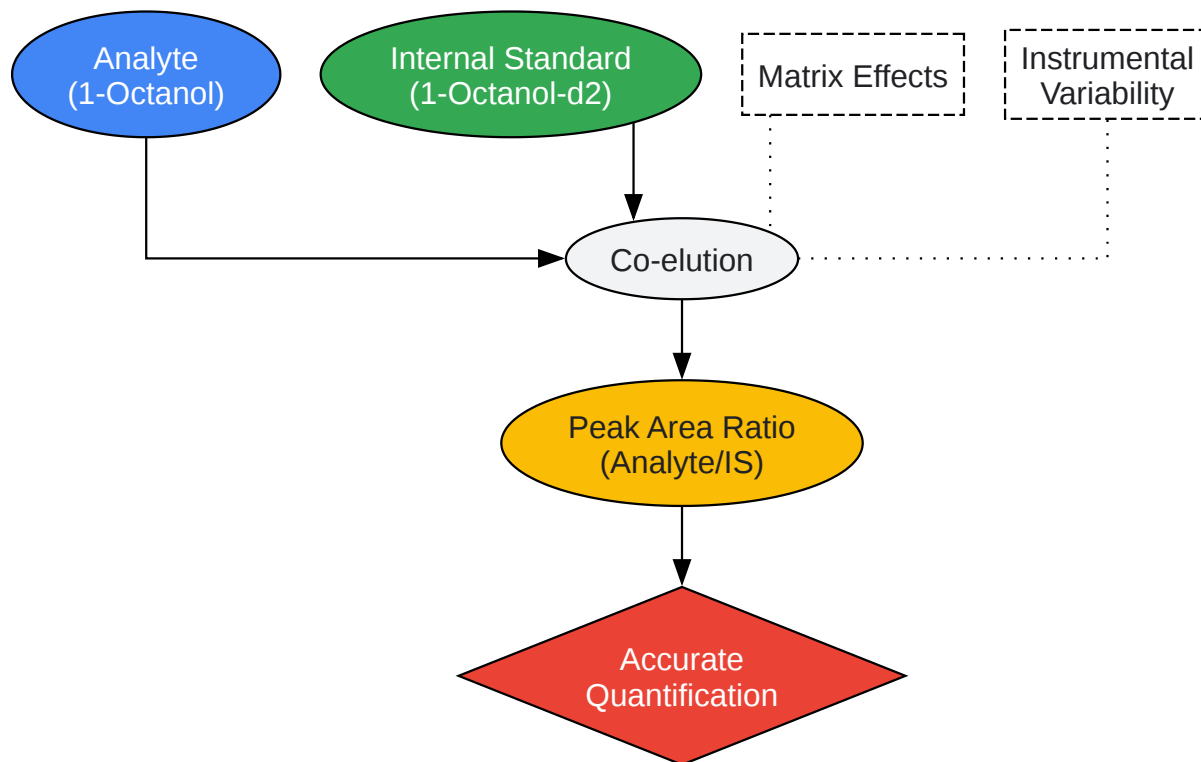 Analyte
(1-Octanol)
Internal Standard
(1-Octanol-d2)
Matrix Effects
Instrumental
Variability
Co-elution
Peak Area Ratio
(Analyte/IS)
Accurate
Quantification